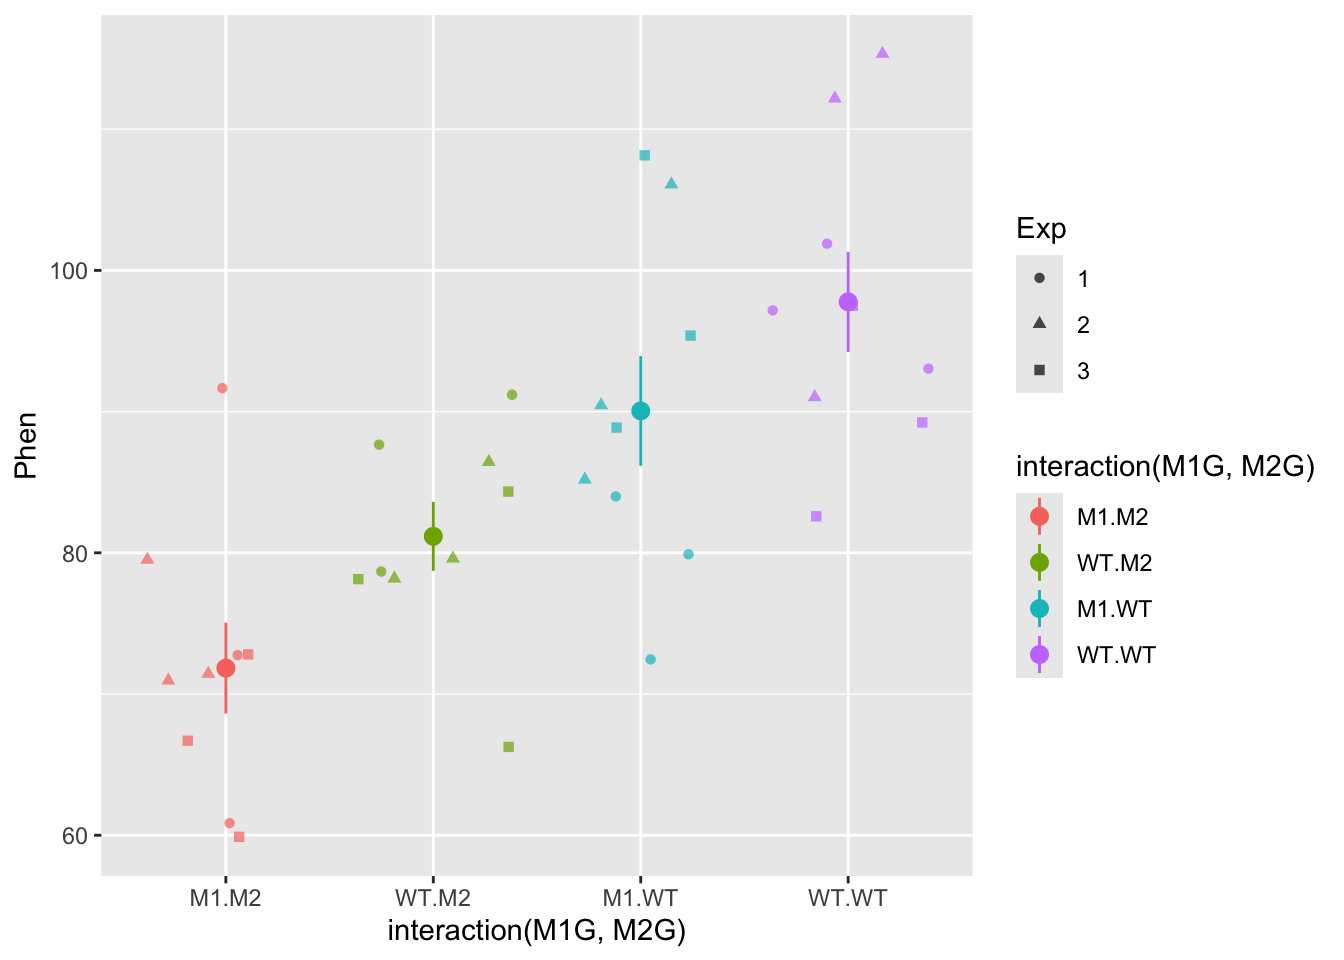 Phen
100
80
60
M1.M2
WT.M2
M1.WT
WT.WT
interaction(M1G, M2G)
Exp
1
2
3
interaction(M1G, M2G)
M1.M2
WT.M2
M1.WT
WT.WT